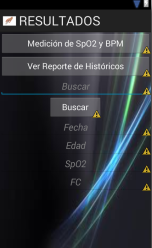 RESULTADOS
Medición de SpO2 y BPM
Ver Reporte de Históricos
Buscar
Buscar
Fecha
Edad
SpO2
FC